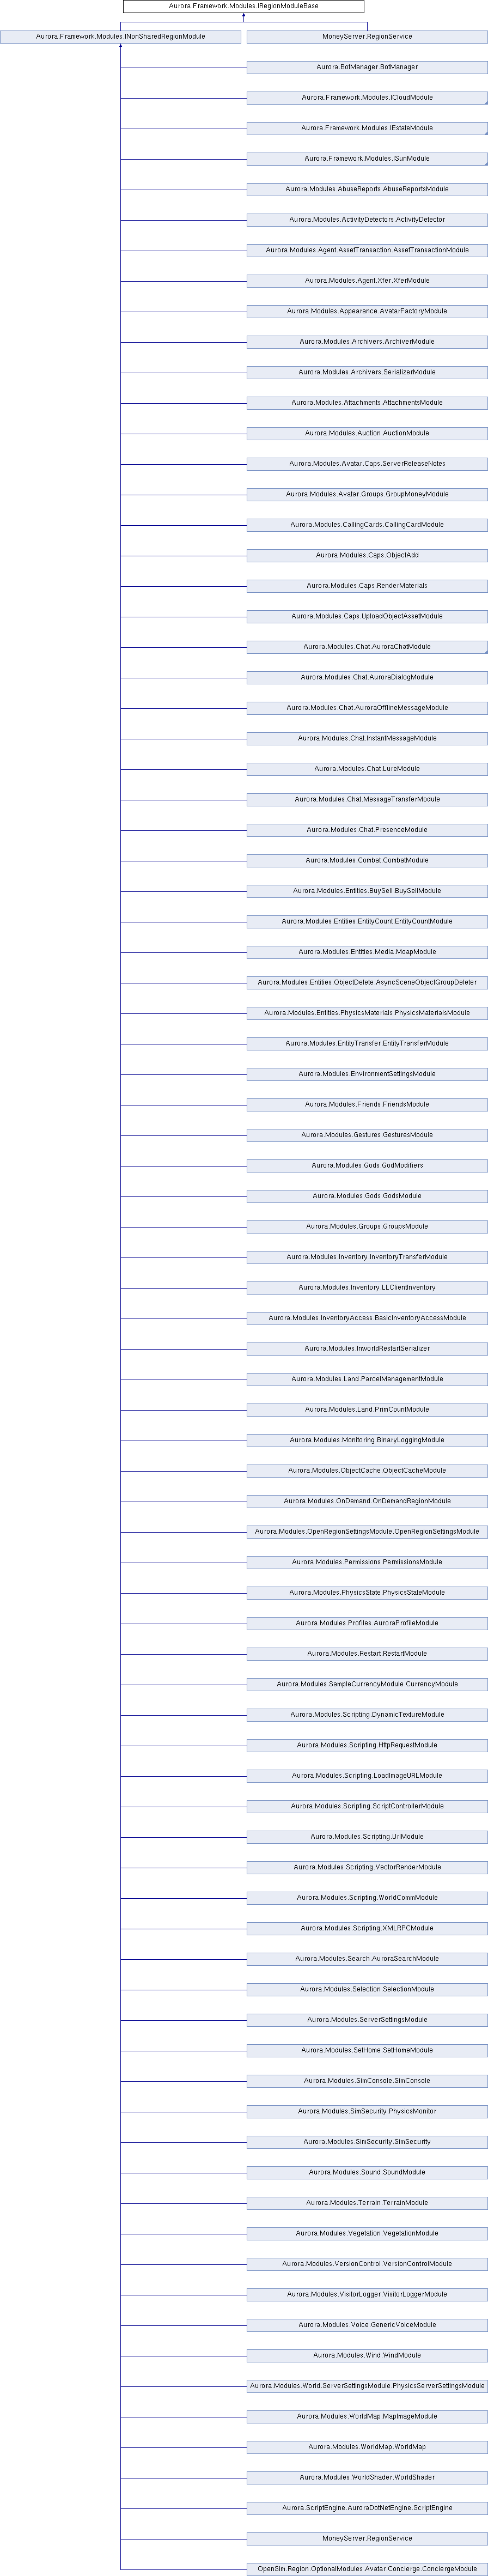 Aurora.Framework.Modules.IRegionModuleBase
Aurora.Framework.Modules.INonSharedRegionModule
MoneyServer.RegionService
Aurora.BotManager.BotManager
Aurora.Framework.Modules.ICloudModule
Aurora.Framework.Modules.IEstateModule
Aurora.Framework.Modules.ISunModule
Aurora.Modules.AbuseReports.AbuseReportsModule
Aurora.Modules.ActivityDetectors.ActivityDetector
Aurora.Modules.Agent.AssetTransaction.AssetTransactionModule
Aurora.Modules.Agent.Xfer.XferModule
Aurora.Modules.Appearance.AvatarFactoryModule
Aurora.Modules.Archivers.ArchiverModule
Aurora.Modules.Archivers.SerializerModule
Aurora.Modules.Attachments.AttachmentsModule
Aurora.Modules.Auction.AuctionModule
Aurora.Modules.Avatar.Caps.ServerReleaseNotes
Aurora.Modules.Avatar.Groups.GroupMoneyModule
Aurora.Modules.CallingCards.CallingCardModule
Aurora.Modules.Caps.ObjectAdd
Aurora.Modules.Caps.RenderMaterials
Aurora.Modules.Caps.UploadObjectAssetModule
Aurora.Modules.Chat.AuroraChatModule
Aurora.Modules.Chat.AuroraDialogModule
Aurora.Modules.Chat.AuroraOfflineMessageModule
Aurora.Modules.Chat.InstantMessageModule
Aurora.Modules.Chat.LureModule
Aurora.Modules.Chat.MessageTransferModule
Aurora.Modules.Chat.PresenceModule
Aurora.Modules.Combat.CombatModule
Aurora.Modules.Entities.BuySell.BuySellModule
Aurora.Modules.Entities.EntityCount.EntityCountModule
Aurora.Modules.Entities.Media.MoapModule
Aurora.Modules.Entities.ObjectDelete.AsyncSceneObjectGroupDeleter
Aurora.Modules.Entities.PhysicsMaterials.PhysicsMaterialsModule
Aurora.Modules.EntityTransfer.EntityTransferModule
Aurora.Modules.EnvironmentSettingsModule
Aurora.Modules.Friends.FriendsModule
Aurora.Modules.Gestures.GesturesModule
Aurora.Modules.Gods.GodModifiers
Aurora.Modules.Gods.GodsModule
Aurora.Modules.Groups.GroupsModule
Aurora.Modules.Inventory.InventoryTransferModule
Aurora.Modules.Inventory.LLClientInventory
Aurora.Modules.InventoryAccess.BasicInventoryAccessModule
Aurora.Modules.InworldRestartSerializer
Aurora.Modules.Land.ParcelManagementModule
Aurora.Modules.Land.PrimCountModule
Aurora.Modules.Monitoring.BinaryLoggingModule
Aurora.Modules.ObjectCache.ObjectCacheModule
Aurora.Modules.OnDemand.OnDemandRegionModule
Aurora.Modules.OpenRegionSettingsModule.OpenRegionSettingsModule
Aurora.Modules.Permissions.PermissionsModule
Aurora.Modules.PhysicsState.PhysicsStateModule
Aurora.Modules.Profiles.AuroraProfileModule
Aurora.Modules.Restart.RestartModule
Aurora.Modules.SampleCurrencyModule.CurrencyModule
Aurora.Modules.Scripting.DynamicTextureModule
Aurora.Modules.Scripting.HttpRequestModule
Aurora.Modules.Scripting.LoadImageURLModule
Aurora.Modules.Scripting.ScriptControllerModule
Aurora.Modules.Scripting.UrlModule
Aurora.Modules.Scripting.VectorRenderModule
Aurora.Modules.Scripting.WorldCommModule
Aurora.Modules.Scripting.XMLRPCModule
Aurora.Modules.Search.AuroraSearchModule
Aurora.Modules.Selection.SelectionModule
Aurora.Modules.ServerSettingsModule
Aurora.Modules.SetHome.SetHomeModule
Aurora.Modules.SimConsole.SimConsole
Aurora.Modules.SimSecurity.PhysicsMonitor
Aurora.Modules.SimSecurity.SimSecurity
Aurora.Modules.Sound.SoundModule
Aurora.Modules.Terrain.TerrainModule
Aurora.Modules.Vegetation.VegetationModule
Aurora.Modules.VersionControl.VersionControlModule
Aurora.Modules.VisitorLogger.VisitorLoggerModule
Aurora.Modules.Voice.GenericVoiceModule
Aurora.Modules.Wind.WindModule
Aurora.Modules.World.ServerSettingsModule.PhysicsServerSettingsModule
Aurora.Modules.WorldMap.MapImageModule
Aurora.Modules.WorldMap.WorldMap
Aurora.Modules.WorldShader.WorldShader
Aurora.ScriptEngine.AuroraDotNetEngine.ScriptEngine
MoneyServer.RegionService
OpenSim.Region.OptionalModules.Avatar.Concierge.ConciergeModule